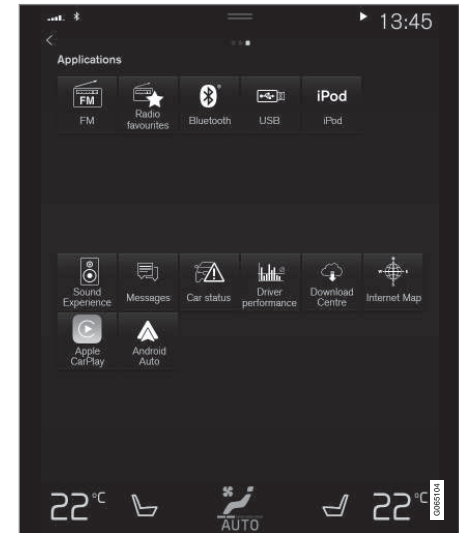 13:45
Applications
FM
iPod
FM
Radio
favourites
Bluetooth
USB
iPod
Sound
Experience
Messages
Car status
Driver
performance
Download
Centre
Internet Map
Apple
CarPlay
Android
Auto
22°C
AUTO
22°C
G065104